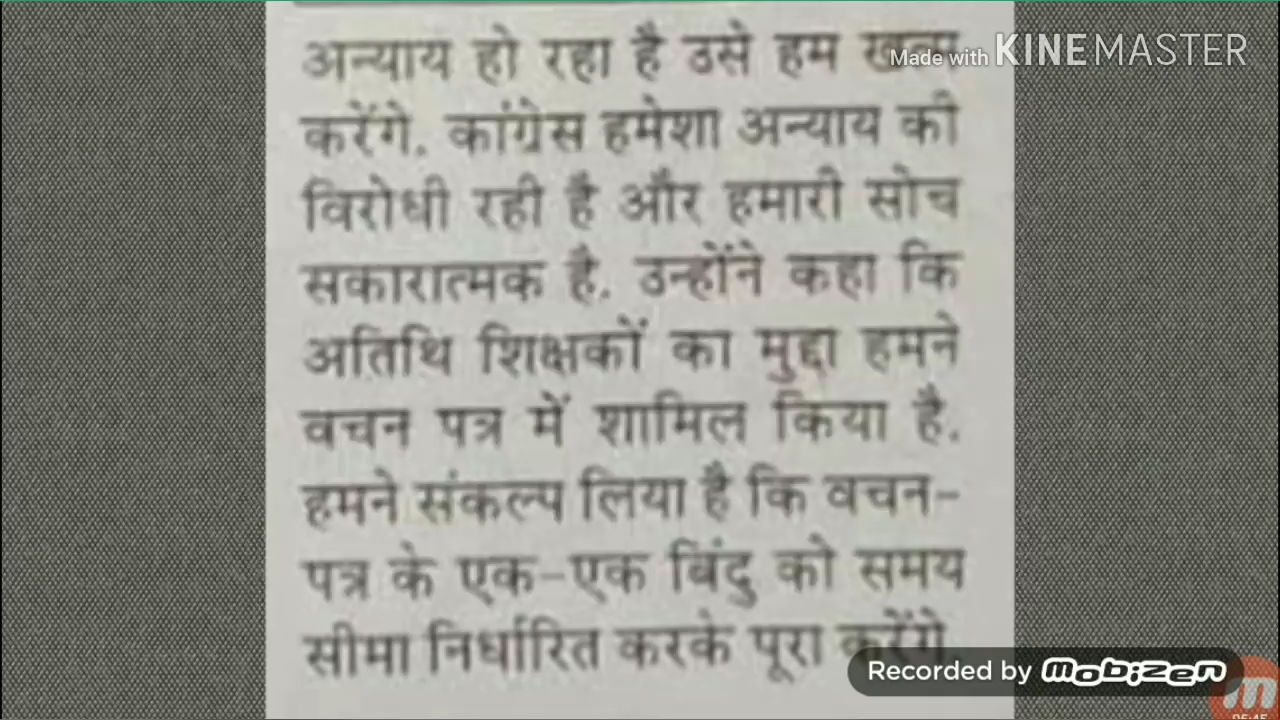 अन्याय हो रहा है उसे हम खत्म
Made with KINEMASTER
करेंगे. कांग्रेस हमेशा अन्याय की
विरोधी रही है और हमारी सोच
सकारात्मक है. उन्होंने कहा कि
अतिथि शिक्षकों का मुद्दा हमने
वचन पत्र में शामिल किया है.
हमने संकल्प लिया है कि वचन-
पत्र के एक-एक बिंदु को समय
सीमा निर्धारित करके पूरा करेंगे.
Recorded by mobizen